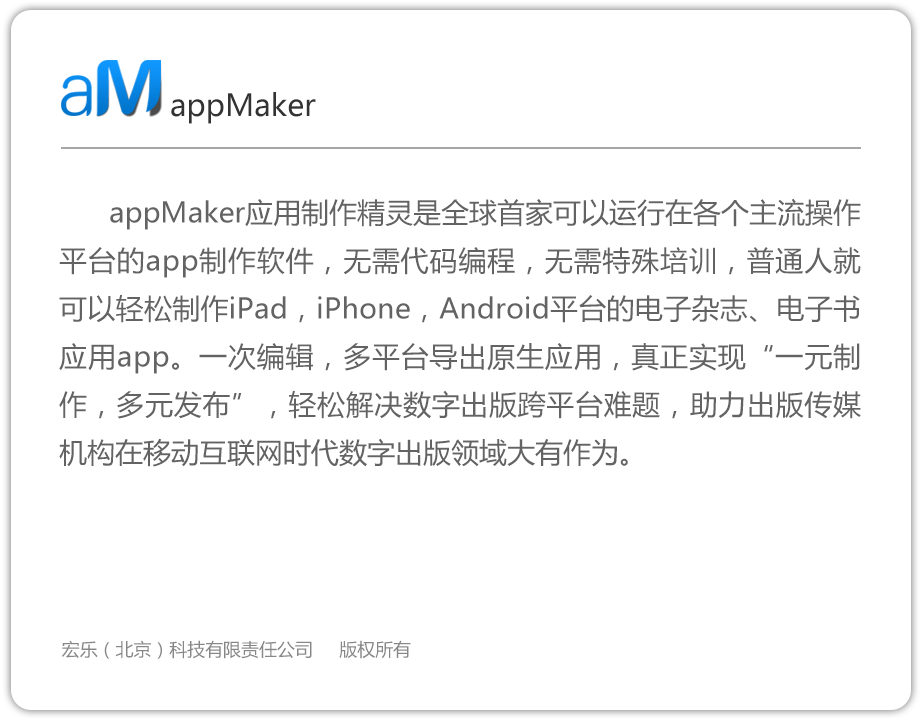 aM appMaker
appMaker应用制作精灵是全球首家可以运行在各个主流操作
平台的app制作软件，无需代码编程，无需特殊培训，普通人就
可以轻松制作iPad，iPhone，Android平台的电子杂志、电子书
应用app。一次编辑，多平台导出原生应用，真正实现“一元制
作，多元发布”，轻松解决数字出版跨平台难题，助力出版传媒
机构在移动互联网时代数字出版领域大有作为。
宏乐（北京）科技有限责任公司 版权所有